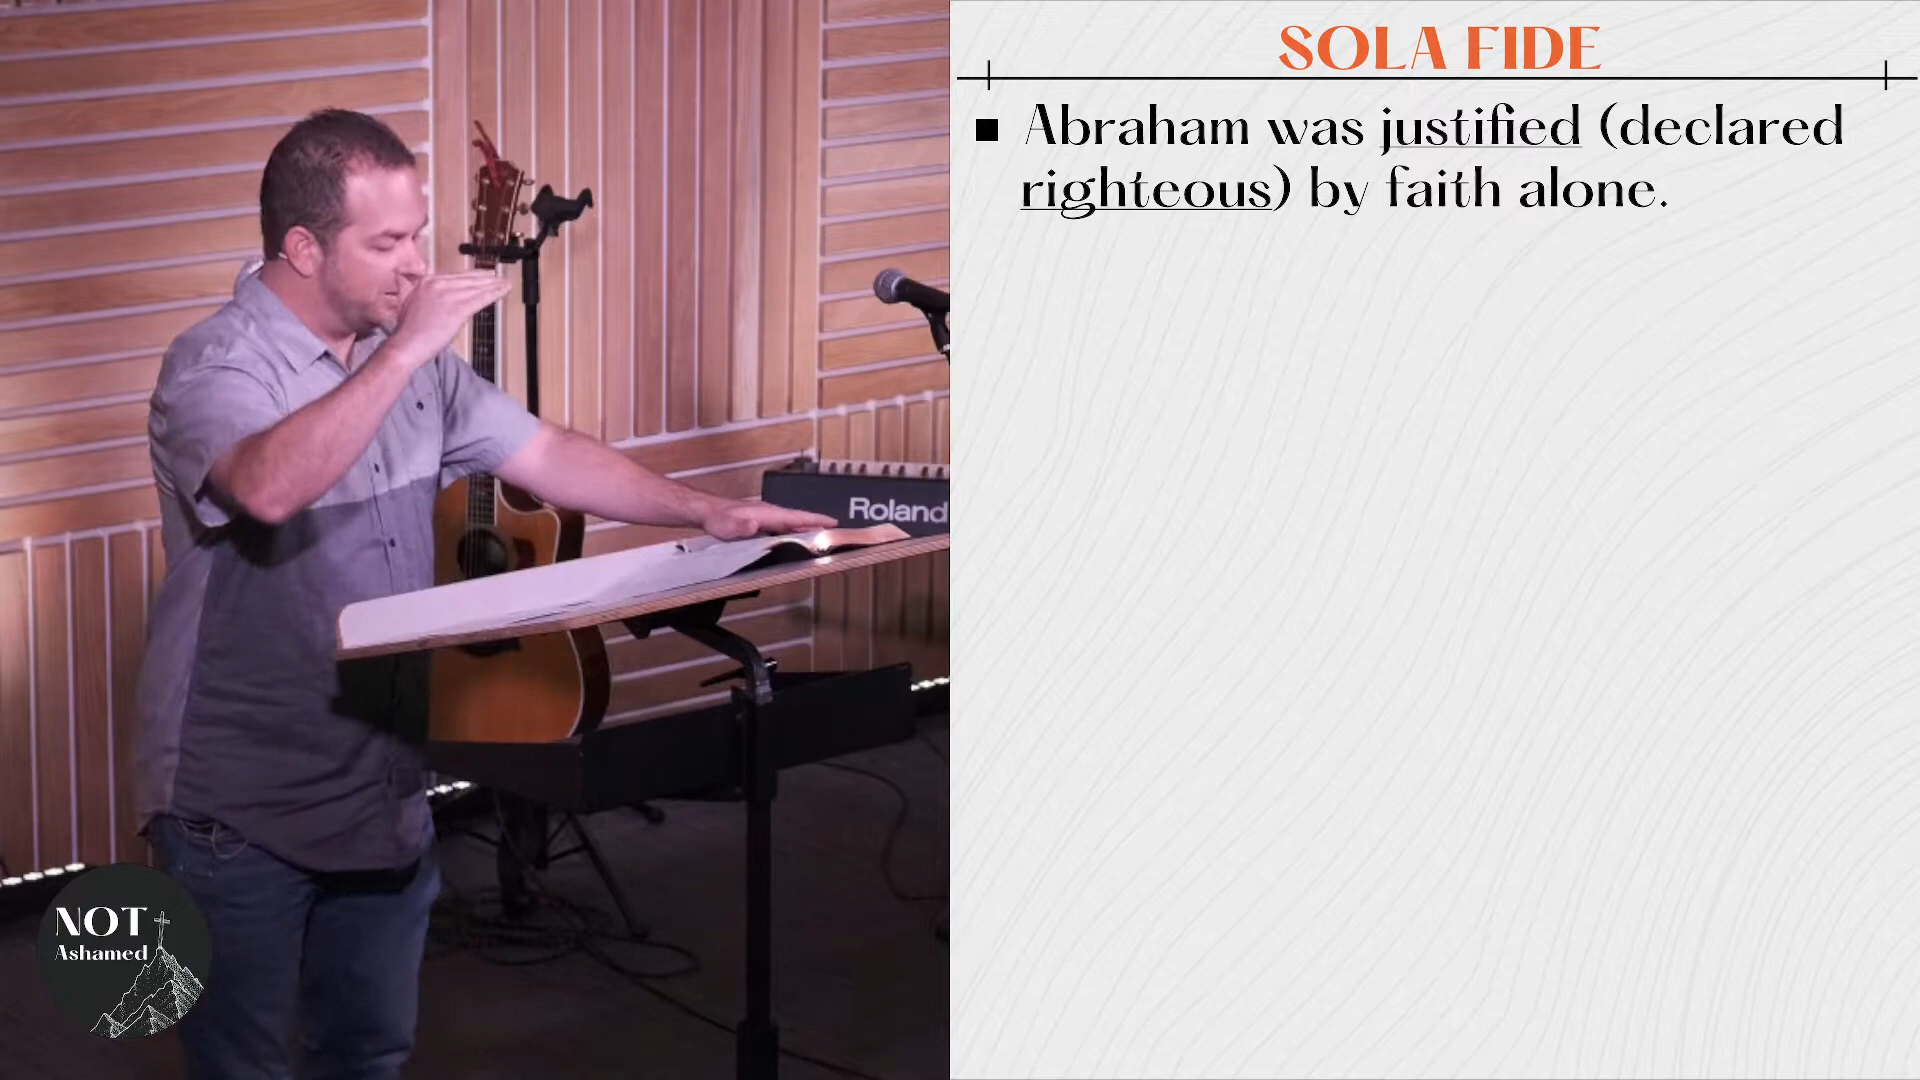 SOLA FIDE
■ Abraham was justified (declared
righteous) by faith alone.
Roland
NOT
Ashamed